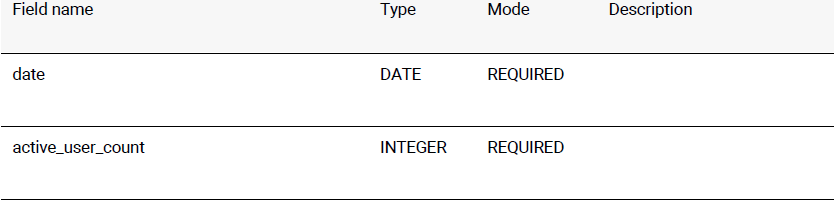 Field name Type Mode Description
date DATE REQUIRED
active_user_count INTEGER REQUIRED